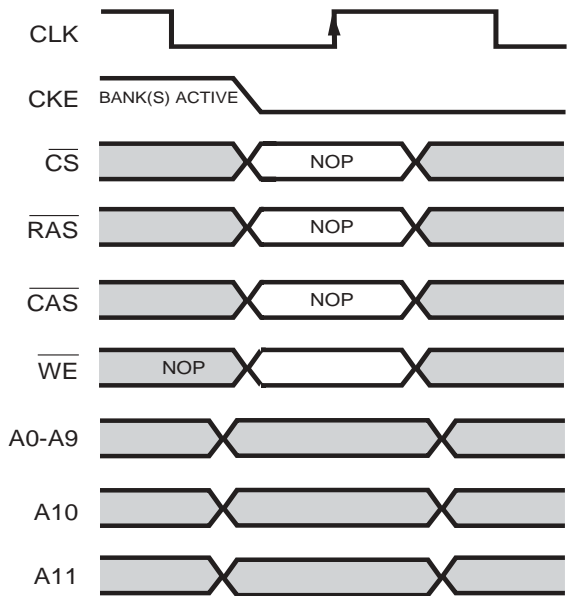 CLK
CKE BANK(S) ACTIVE
CS NOP
RAS NOP
CAS NOP
WE NOP
A0-A9
A10
A11